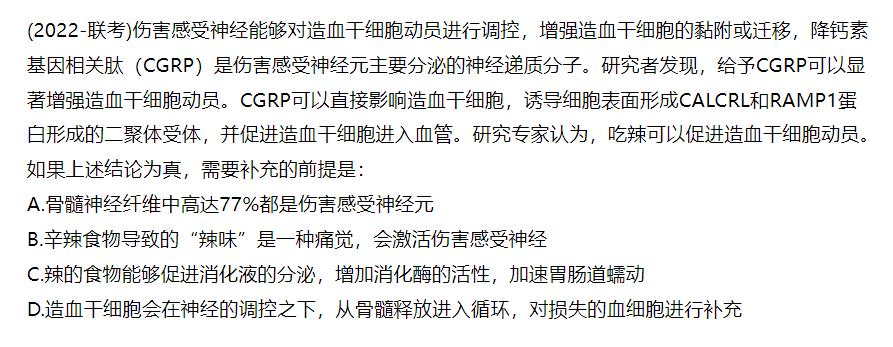 (2022-联考)伤害感受神经能够对造血干细胞动员进行调控，增强造血干细胞的黏附或迁移，降钙素
基因相关肽（CGRP）是伤害感受神经元主要分泌的神经递质分子。研究者发现，给予CGRP可以显
著增强造血干细胞动员。CGRP可以直接影响造血干细胞，诱导细胞表面形成CALCRL和RAMP1蛋
白形成的二聚体受体，并促进造血干细胞进入血管。研究专家认为，吃辣可以促进造血干细胞动员。
如果上述结论为真，需要补充的前提是：
A.骨髓神经纤维中高达77%都是伤害感受神经元
B.辛辣食物导致的“辣味”是一种痛觉，会激活伤害感受神经
C.辣的食物能够促进消化液的分泌，增加消化酶的活性，加速胃肠道蠕动
D.造血干细胞会在神经的调控之下，从骨髓释放进入循环，对损失的血细胞进行补充